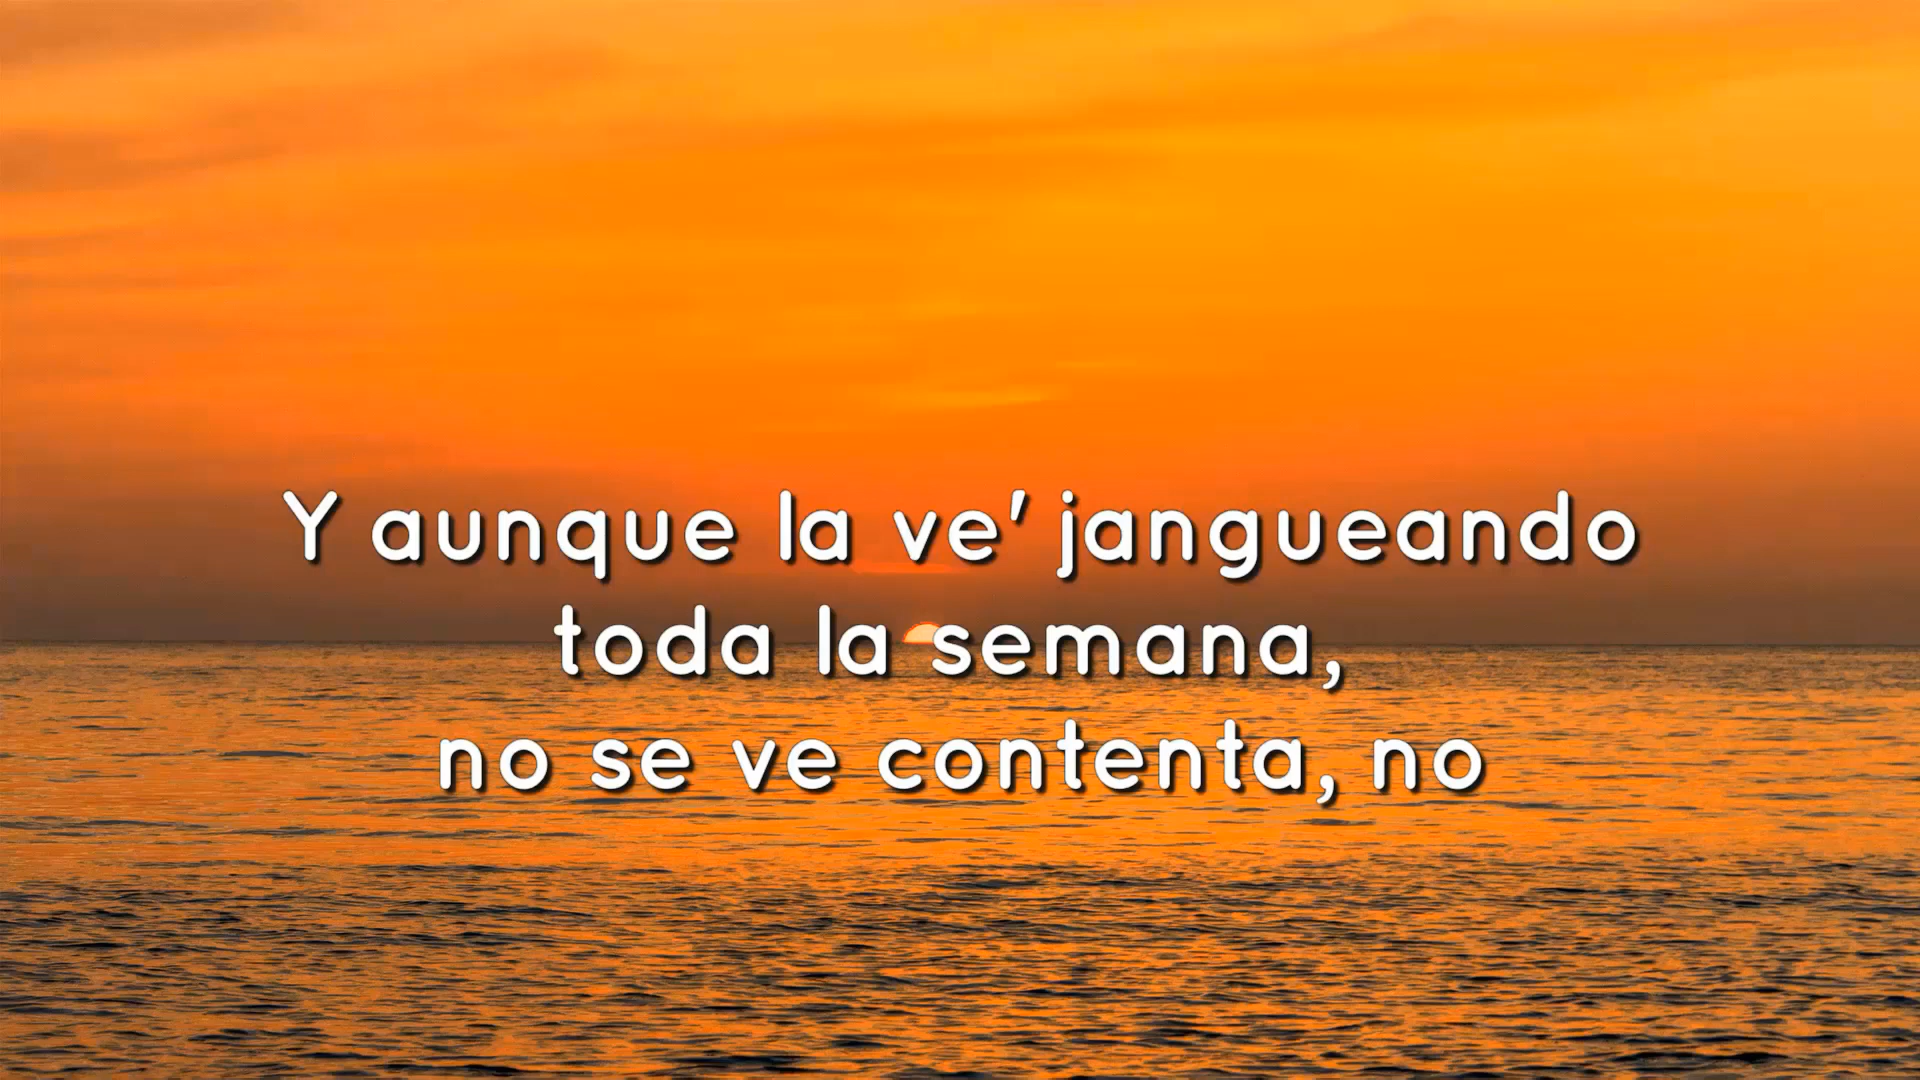 Y aunque la ve' jangueando
toda la semana,
no se ve contenta, no